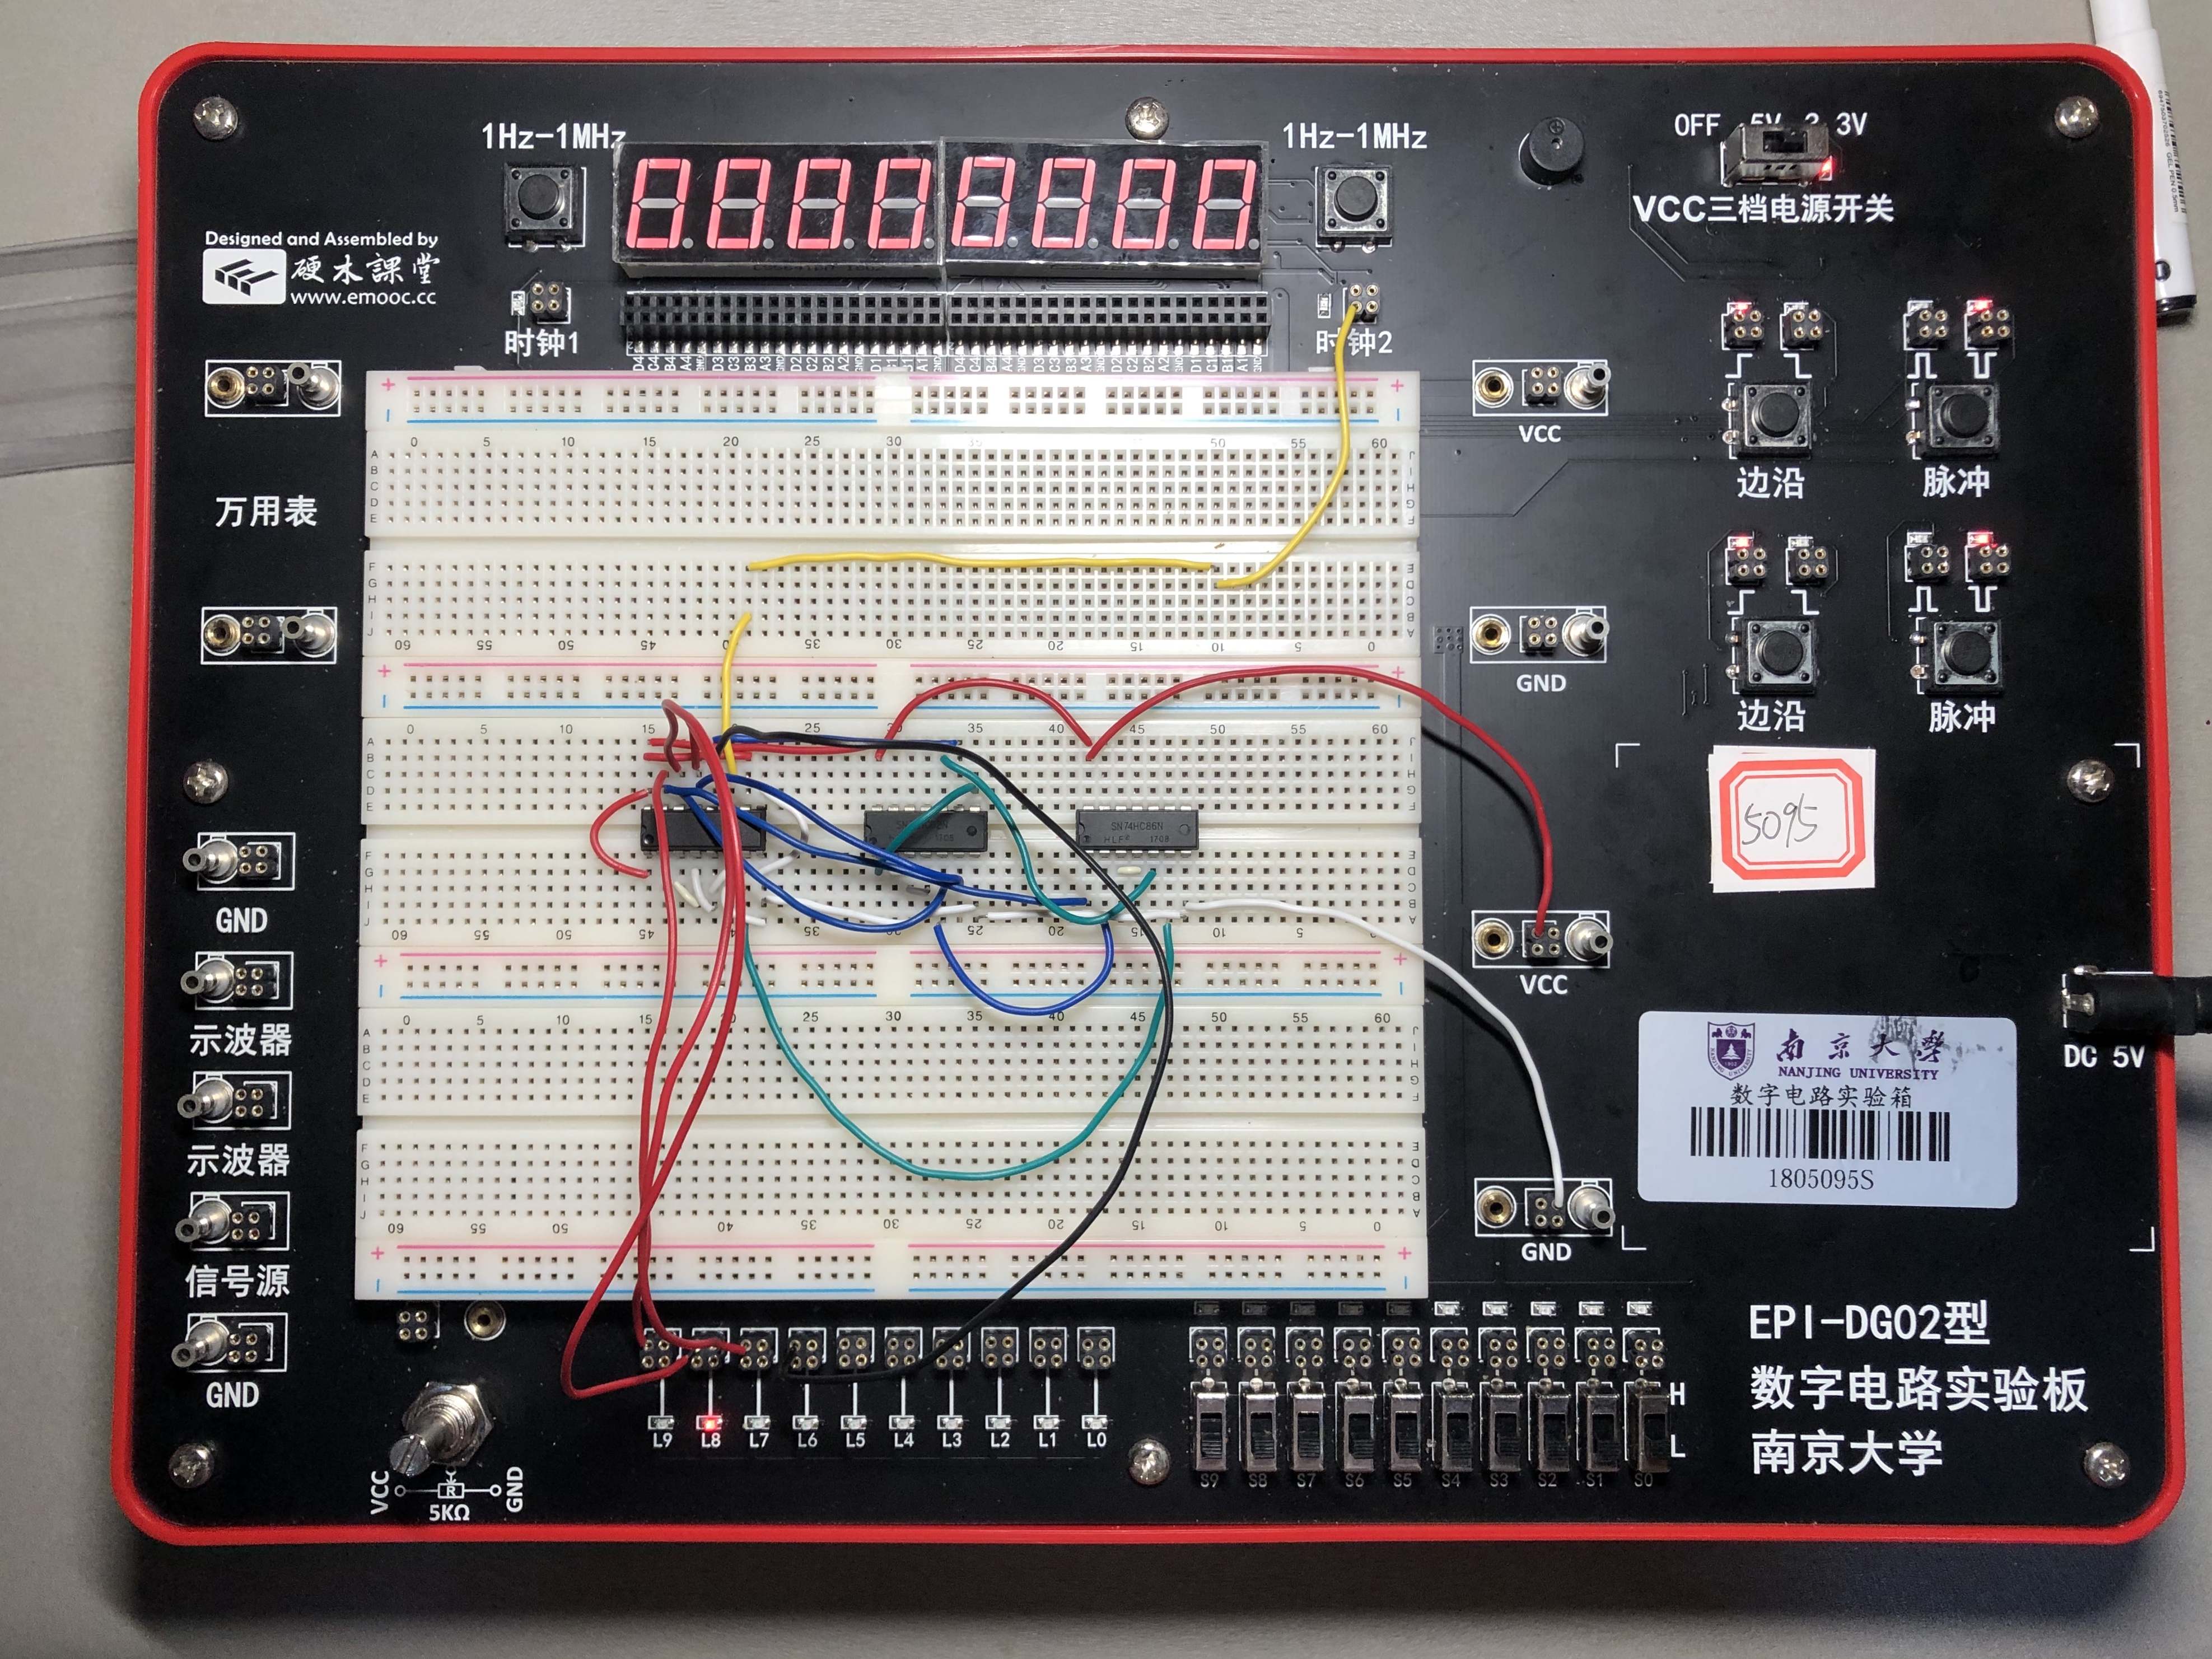 1Hz-1MHz
1Hz-1MHz
OFF 5V 3.3V
VCC三档电源开关
Designed and Assembled by
硬木課堂
www.emooc.cc
时钟1
时钟2
万用表
VCC
边沿
脉冲
GND
边沿
脉冲
5095
SN74HC86N
GND
VCC
示波器
示波器
信号源
GND
南京大學
NANJING UNIVERSITY
数字电路实验箱
1805095S
DC 5V
GND
EPI-DG02型
数字电路实验板
南京大学
H
L
L9 L8 L7 L6 L5 L4 L3 L2 L1 L0
S9 S8 S7 S6 S5 S4 S3 S2 S1 S0
VCC
R
GND
5KΩ